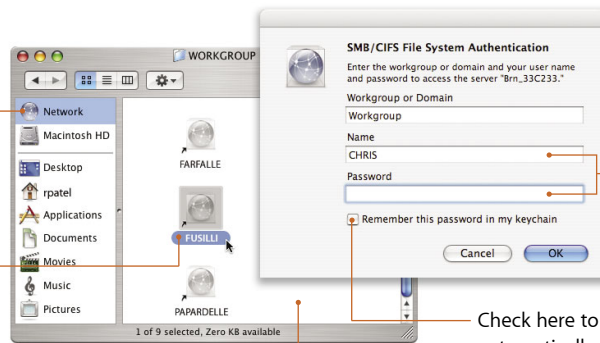 WORKGROUP
Network
Macintosh HD
Desktop
rpatel
Applications
Documents
Movies
Music
Pictures
FARFALLE
FUSILLI
PAPARDELLE
1 of 9 selected, Zero KB available
SMB/CIFS File System Authentication
Enter the workgroup or domain and your user name
and password to access the server "Brn_33C233."
Workgroup or Domain
Workgroup
Name
CHRIS
Password
Remember this password in my keychain
Cancel
OK
Check here to